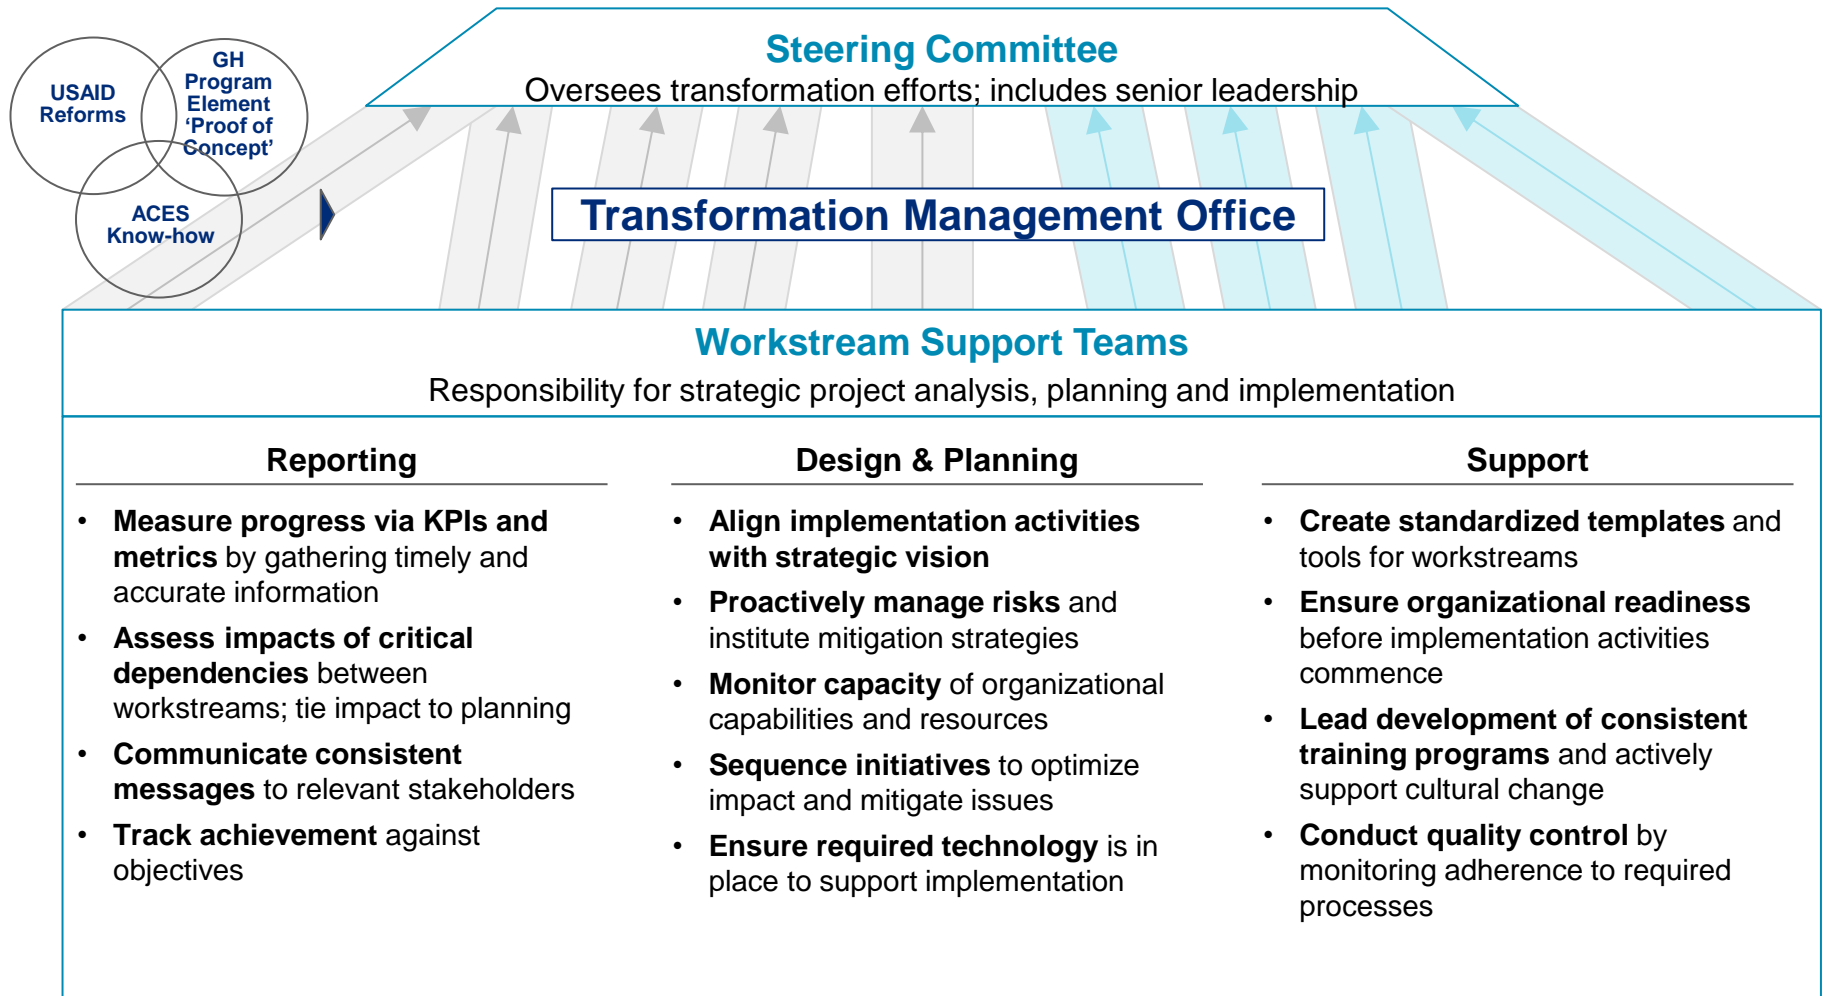 USAID
Reforms
GH
Program
Element
‘Proof of
Concept’
ACES
Know-how
Steering Committee
Oversees transformation efforts; includes senior leadership
Transformation Management Office
Workstream Support Teams
Responsibility for strategic project analysis, planning and implementation
Reporting
• Measure progress via KPIs and
metrics by gathering timely and
accurate information
• Assess impacts of critical
dependencies between
workstreams; tie impact to planning
• Communicate consistent
messages to relevant stakeholders
• Track achievement against
objectives
Design & Planning
• Align implementation activities
with strategic vision
• Proactively manage risks and
institute mitigation strategies
• Monitor capacity of organizational
capabilities and resources
• Sequence initiatives to optimize
impact and mitigate issues
• Ensure required technology is in
place to support implementation
Support
• Create standardized templates and
tools for workstreams
• Ensure organizational readiness
before implementation activities
commence
• Lead development of consistent
training programs and actively
support cultural change
• Conduct quality control by
monitoring adherence to required
processes